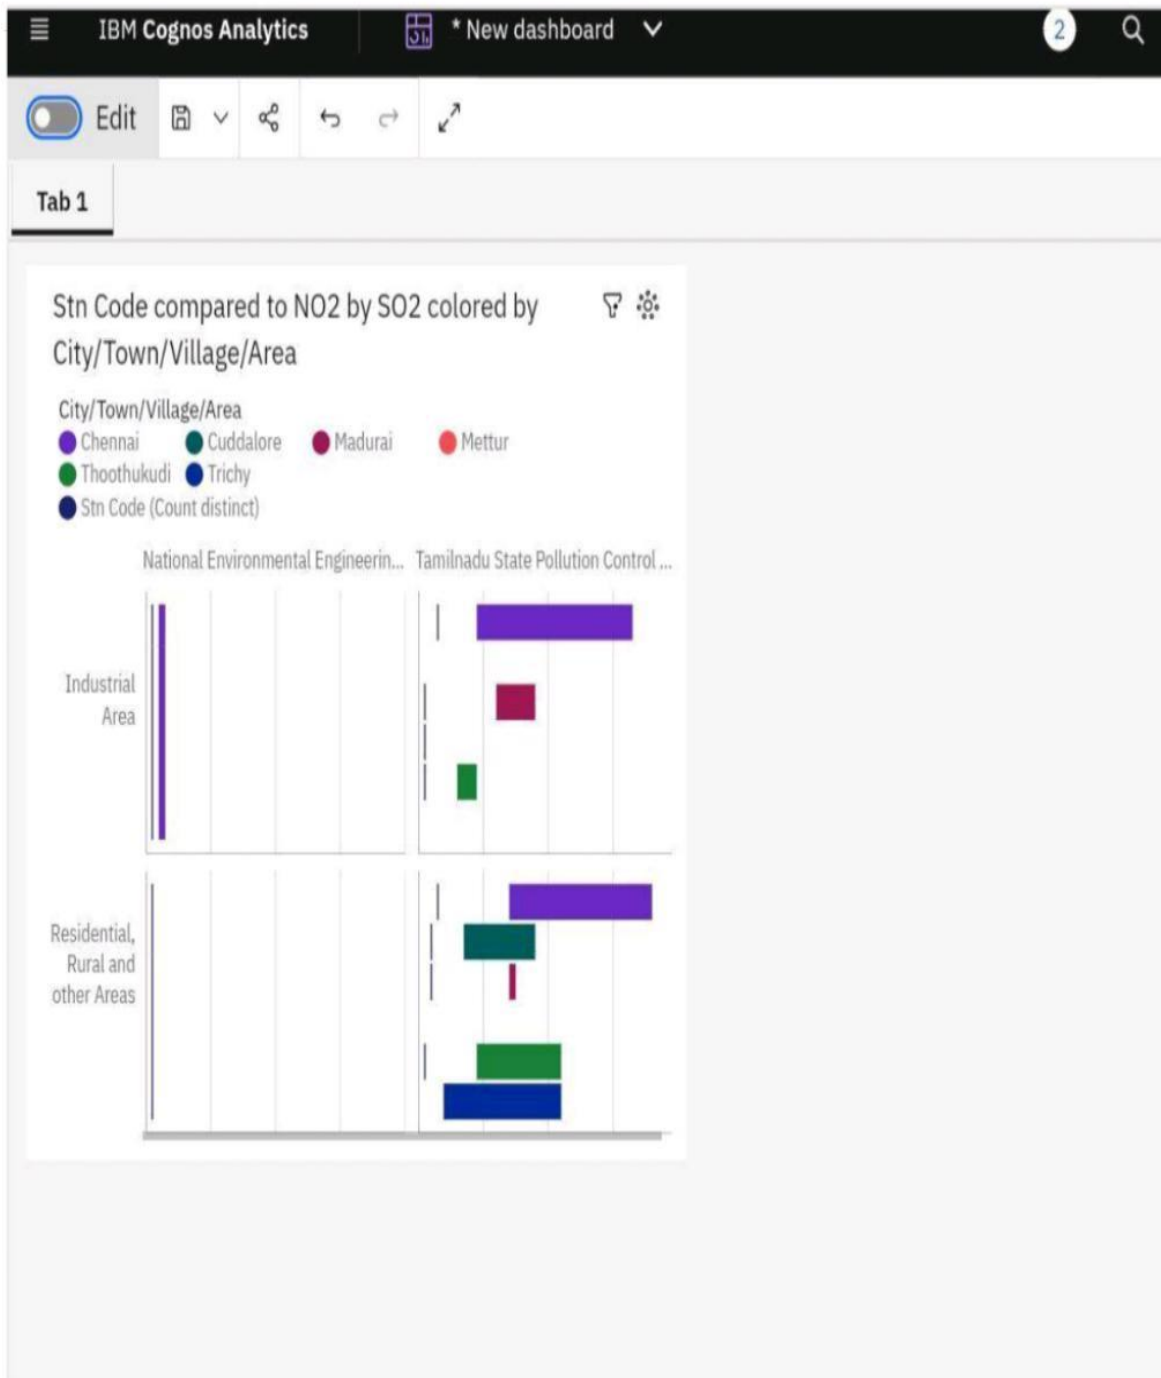 IBM Cognos Analytics
* New dashboard
2
Edit
Tab 1
Stn Code compared to NO2 by SO2 colored by
City/Town/Village/Area
City/Town/Village/Area
Chennai Cuddalore Madurai Mettur
Thoothukudi Trichy
Stn Code (Count distinct)
National Environmental Engineerin... Tamilnadu State Pollution Control ...
Industrial
Area
Residential,
Rural and
other Areas